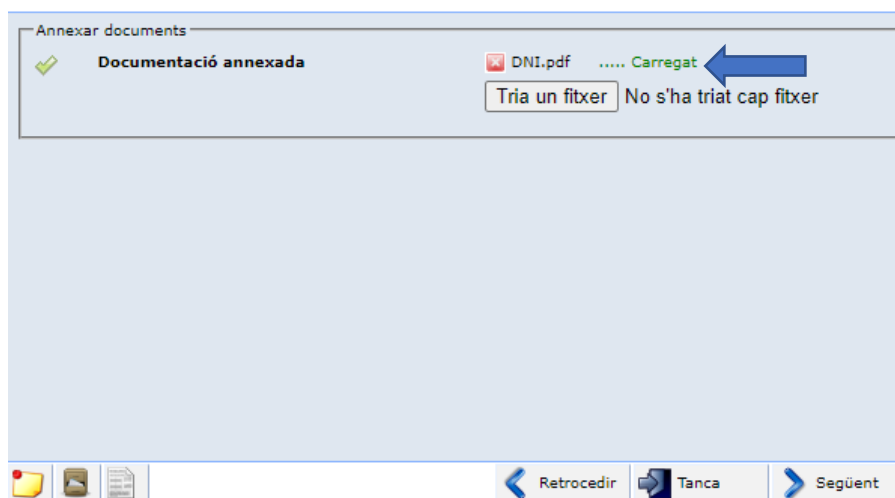 Annexar documents
Documentació annexada DNI.pdf ..... Carregat
Tria un fitxer No s'ha triat cap fitxer
Retrocedir Tanca Següent